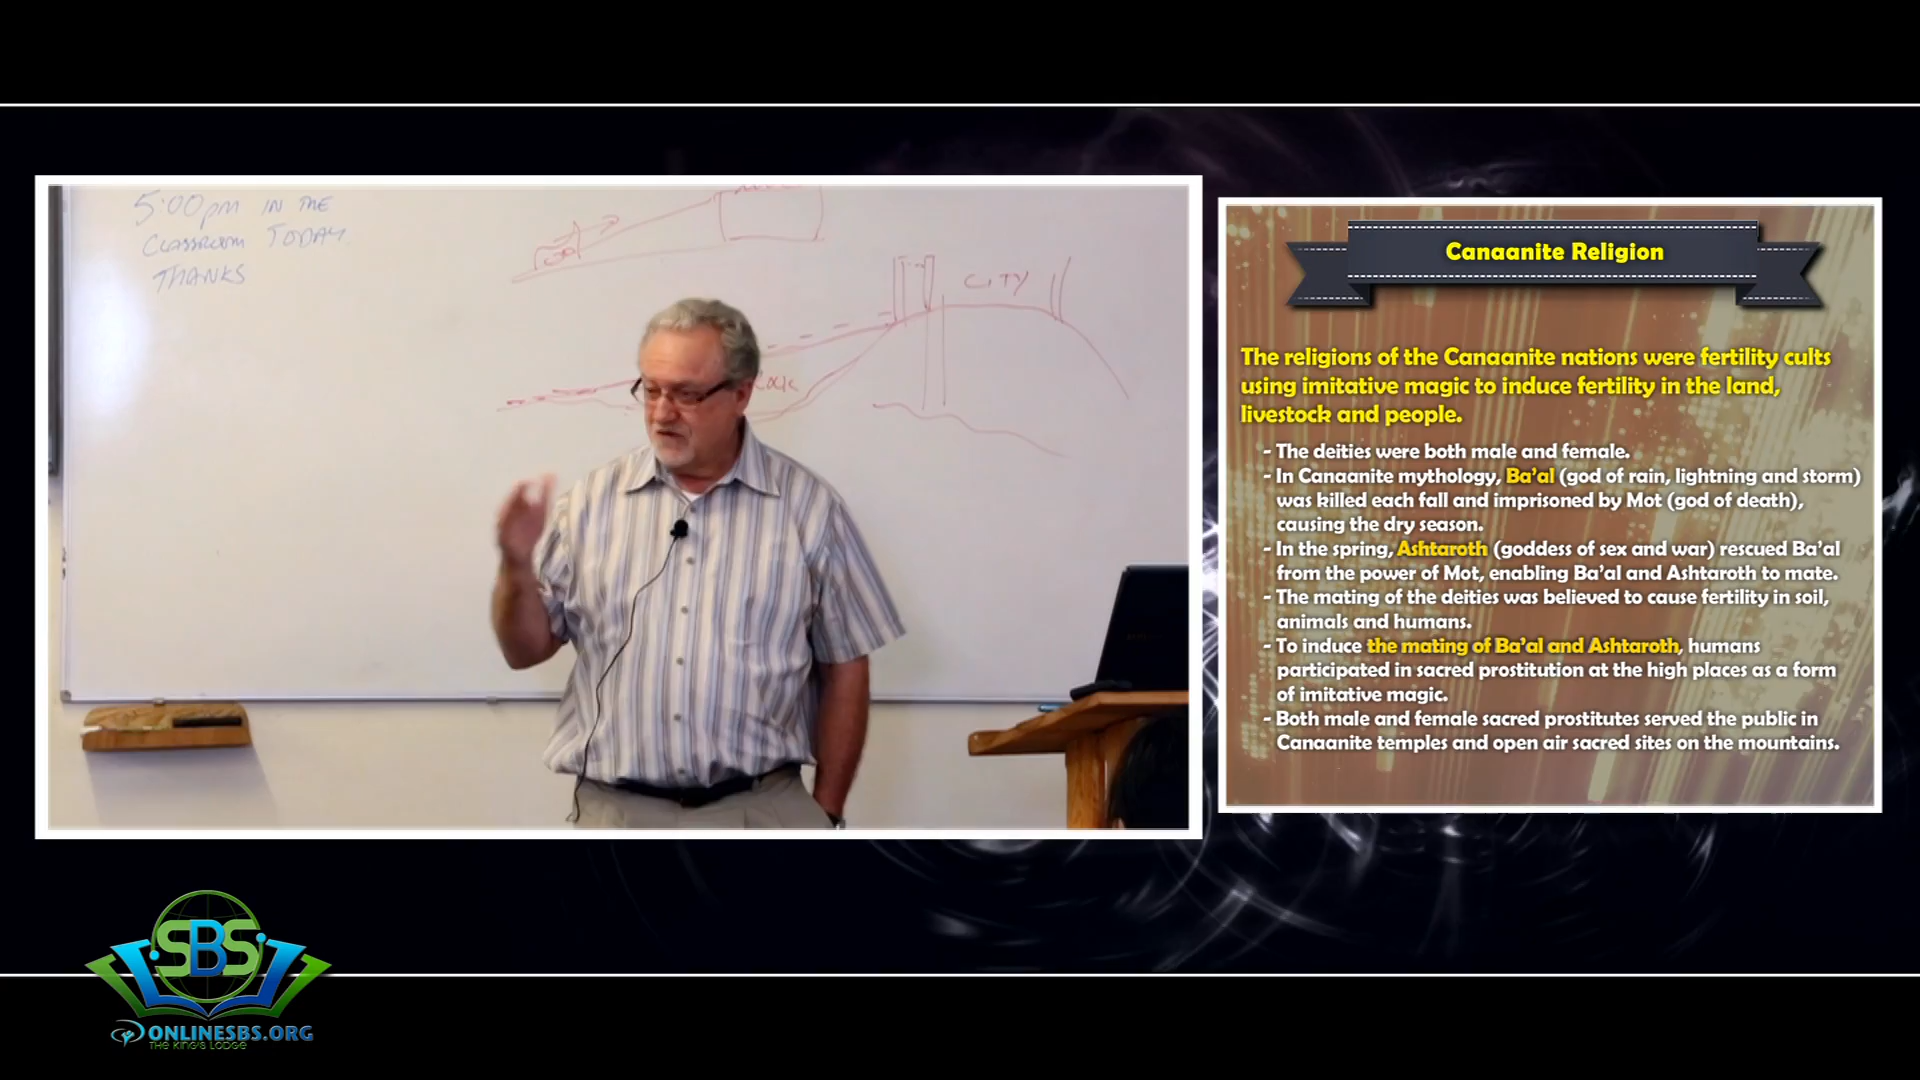 5:00pm IN THE
CLASSROOM TODAY
THANKS
CITY
Canaanite Religion
The religions of the Canaanite nations were fertility cults
using imitative magic to induce fertility in the land,
livestock and people.
- The deities were both male and female.
- In Canaanite mythology, Ba'al (god of rain, lightning and storm)
was killed each fall and imprisoned by Mot (god of death),
causing the dry season.
- In the spring, Ashtaroth (goddess of sex and war) rescued Ba'al
from the power of Mot, enabling Ba'al and Ashtaroth to mate.
- The mating of the deities was believed to cause fertility in soil,
animals and humans.
- To induce the mating of Ba'al and Ashtaroth, humans
participated in sacred prostitution at the high places as a form
of imitative magic.
- Both male and female sacred prostitutes served the public in
Canaanite temples and open air sacred sites on the mountains.
SBS
ONLINESBS.ORG
THE KING'S LODGE